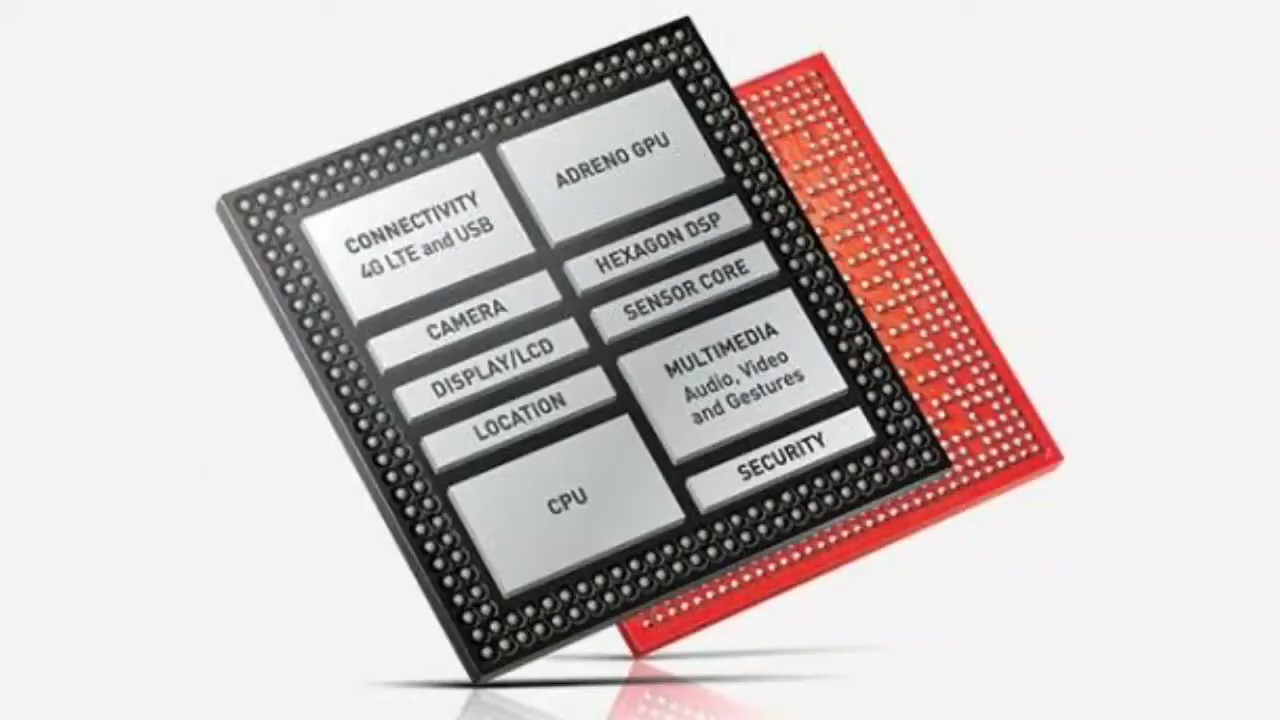 CONNECTIVITY
4G LTE and USB
CAMERA
DISPLAY/LCD
LOCATION
CPU
ADRENO GPU
HEXAGON DSP
SENSOR CORE
MULTIMEDIA
Audio, Video
and Gestures
SECURITY